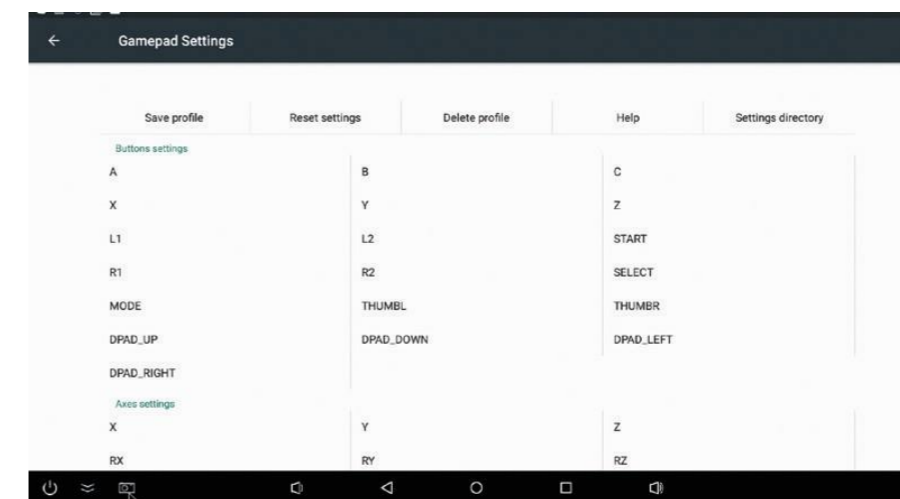 Gamepad Settings
Save profile Reset settings Delete profile Help Settings directory
Buttons settings
A B C
X Y Z
L1 L2 START
R1 R2 SELECT
MODE THUMBL THUMBR
DPAD_UP DPAD_DOWN DPAD_LEFT
DPAD_RIGHT
Axes settings
X Y Z
RX RY RZ